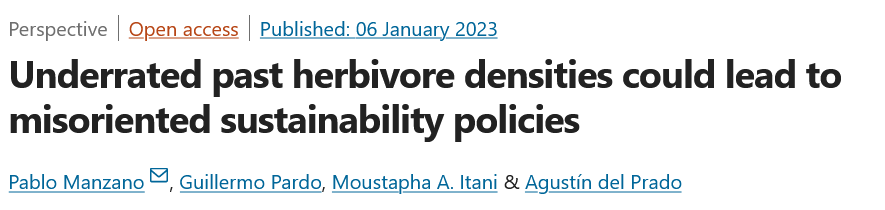 Perspective | Open access | Published: 06 January 2023
Underrated past herbivore densities could lead to
misoriented sustainability policies
Pablo Manzano, Guillermo Pardo, Moustapha A. Itani & Agustín del Prado